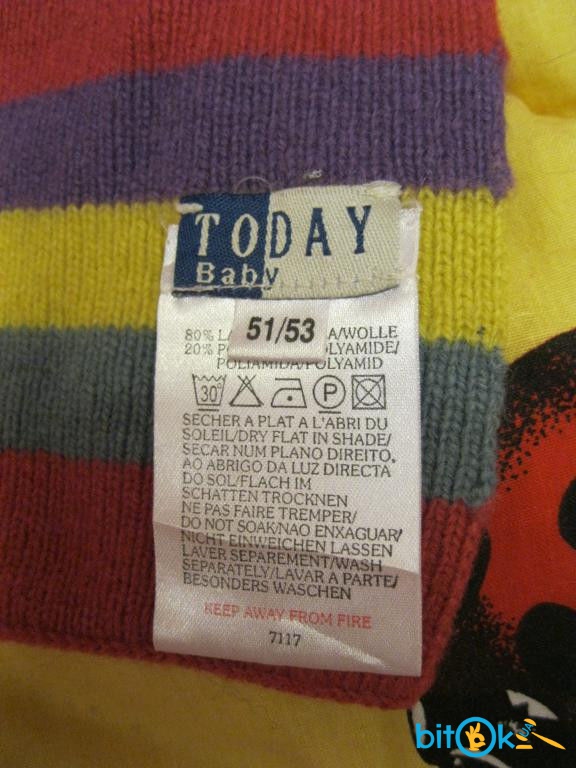 TODAY
Baby
51/53
80% /WOLLE
20% OLYAMIDE/
POLIAMIDA/POLYAMID
30°
P
SECHER A PLAT A L'ABRI DU
SOLEIL/DRY FLAT IN SHADE/
SECAR NUM PLANO DIREITO,
AO ABRIGO DA LUZ DIRECTA
DO SOL/FLACH IM
SCHATTEN TROCKNEN
NE PAS FAIRE TREMPER/
DO NOT SOAK/NAO ENXAGUAR/
NICHT EINWEICHEN LASSEN
LAVER SEPAREMENT/WASH
SEPARATELY/LAVAR A PARTE/
BESONDERS WASCHEN
KEEP AWAY FROM FIRE
7117
bitOk
UA